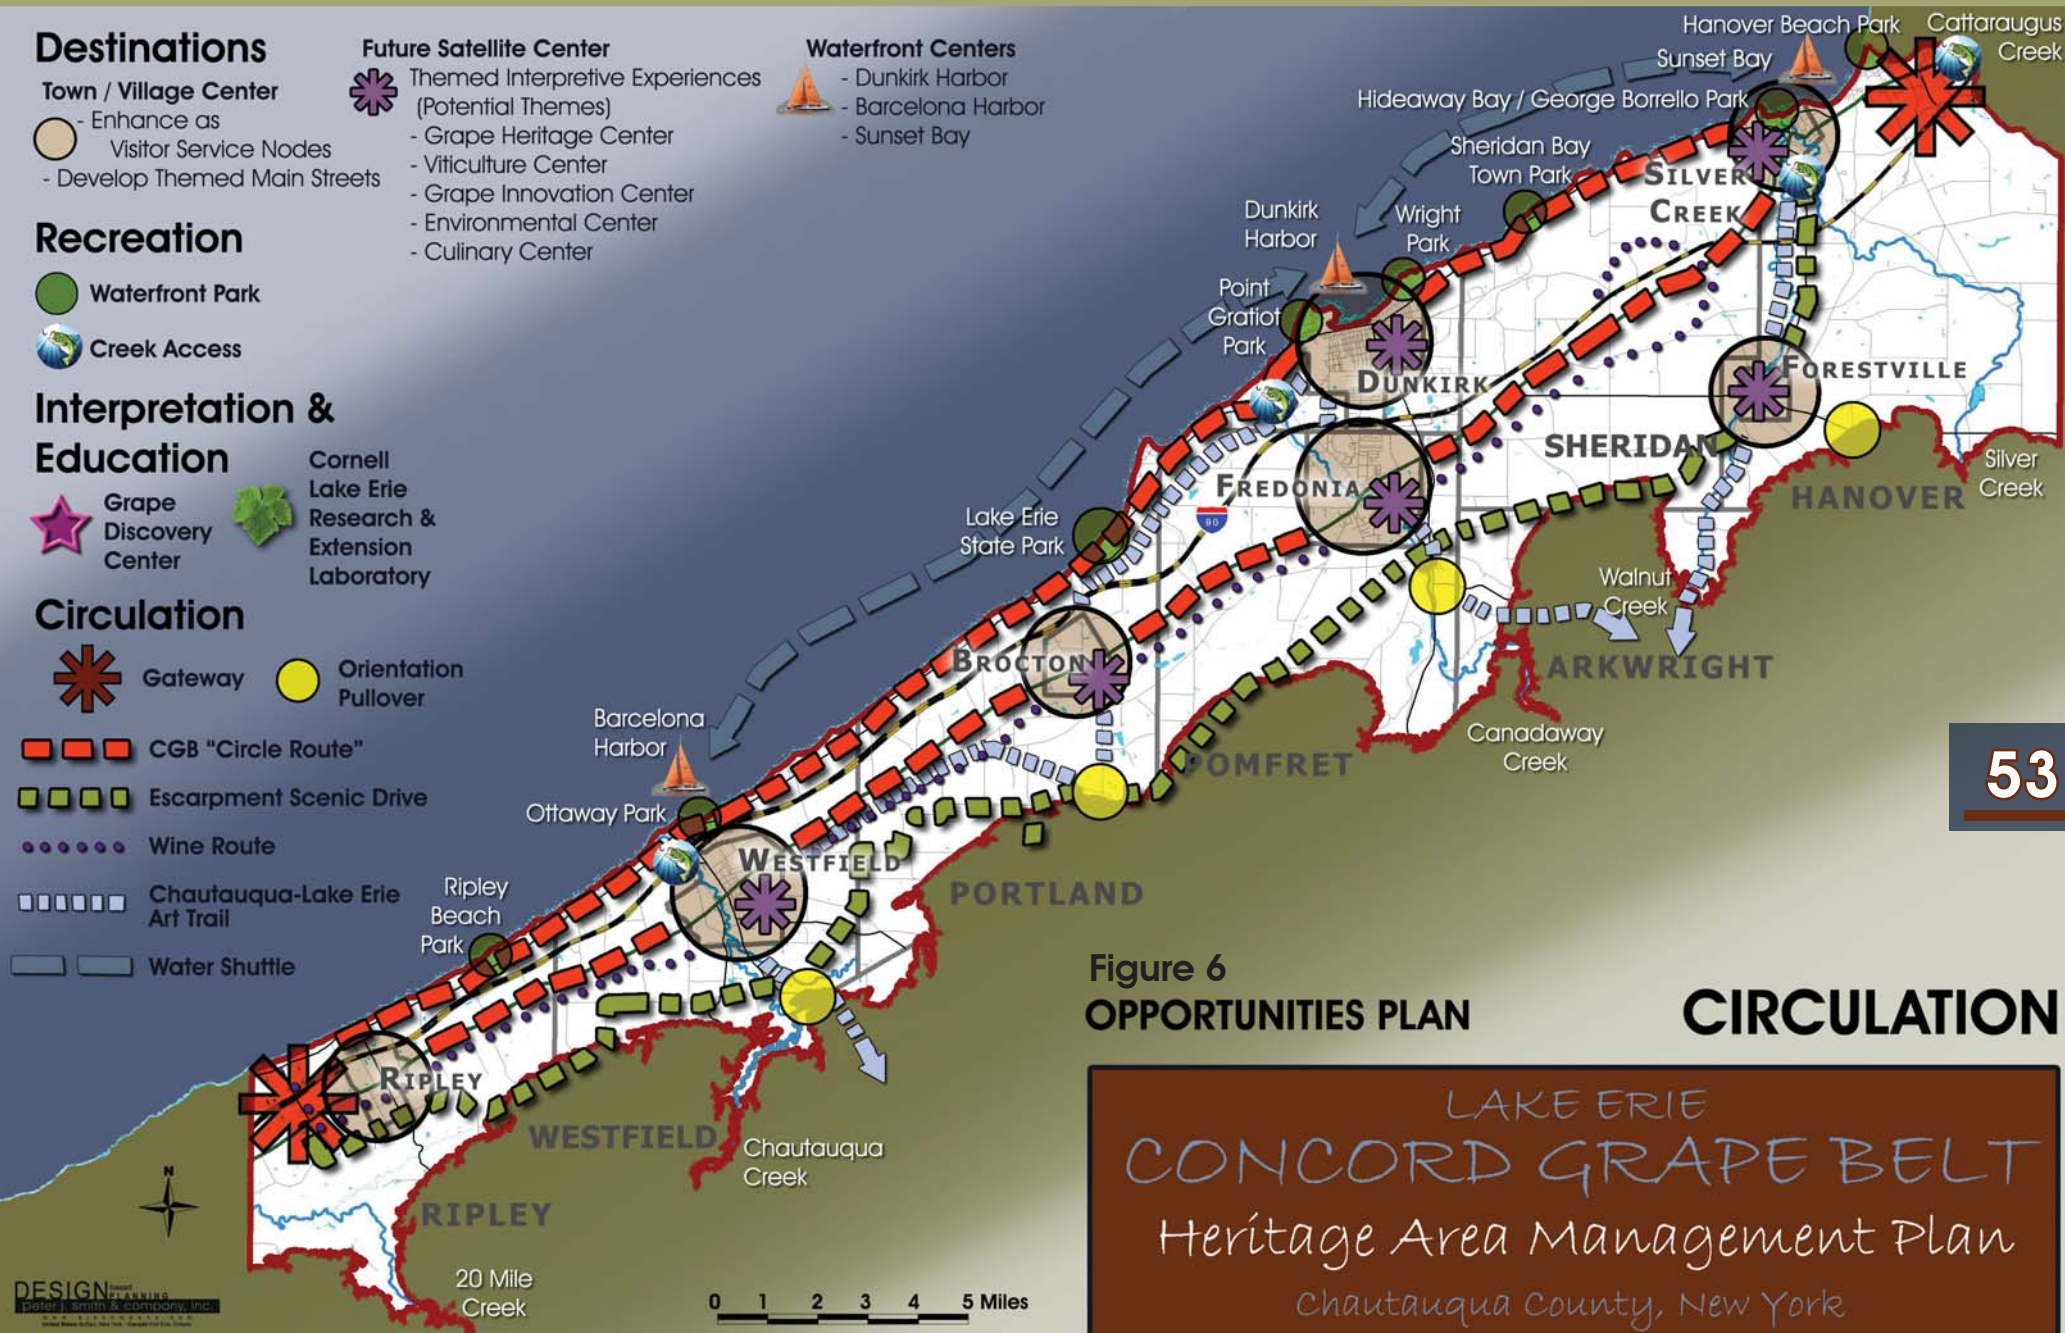 Destinations
Town / Village Center
- Enhance as
Visitor Service Nodes
- Develop Themed Main Streets
Future Satellite Center
Themed Interpretive Experiences
(Potential Themes)
- Grape Heritage Center
- Viticulture Center
- Grape Innovation Center
- Environmental Center
- Culinary Center
Waterfront Centers
- Dunkirk Harbor
- Barcelona Harbor
- Sunset Bay
Recreation
Waterfront Park
Creek Access
Interpretation &
Education
Grape
Discovery
Center
Cornell
Lake Erie
Research &
Extension
Laboratory
Circulation
Gateway
Orientation
Pullover
CGB "Circle Route"
Escarpment Scenic Drive
Wine Route
Chautauqua-Lake Erie
Art Trail
Water Shuttle
Hanover Beach Park
Cattaraugus
Creek
Sunset Bay
Hideaway Bay / George Borrello Park
Sheridan Bay
Town Park
SILVER
CREEK
Dunkirk
Harbor
Wright
Park
Point
Gratiot
Park
DUNKIRK
FORESTVILLE
SHERIDAN
FREDONIA
80
HANOVER
Silver
Creek
Lake Erie
State Park
Walnut
Creek
BROCTON
ARKWRIGHT
Barcelona
Harbor
Canadaway
Creek
POMFRET
53
Ottaway Park
WESTFIELD
PORTLAND
Ripley
Beach
Park
RIPLEY
WESTFIELD
Chautauqua
Creek
RIPLEY
20 Mile
Creek
N
0 1 2 3 4 5 Miles
DESIGN based
PLANNING
peter j. smith & company, inc.
Figure 6
OPPORTUNITIES PLAN
CIRCULATION
LAKE ERIE
CONCORD GRAPE BELT
Heritage Area Management Plan
Chautauqua County, New York